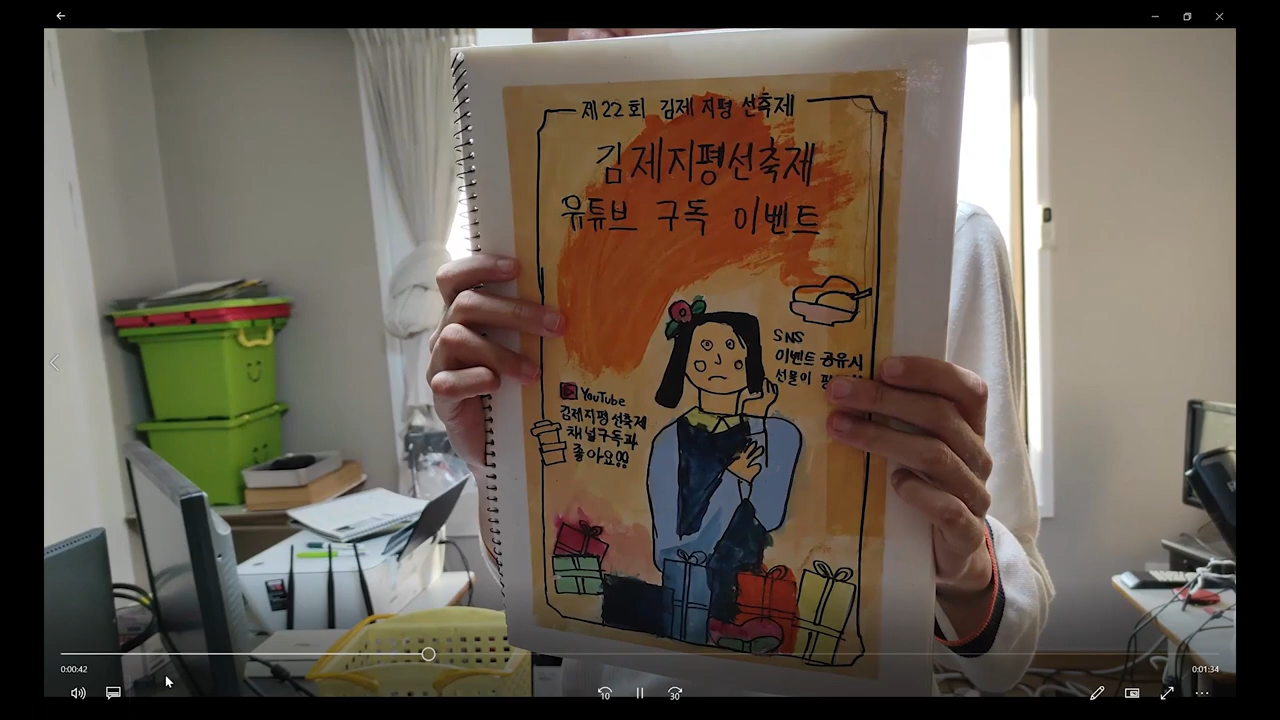 제22회 김제 지평 선축제
김제지평선축제
유튜브 구독 이벤트
SNS
이벤트 공유시
선물이
YouTube
김제지평선축제
채널구독과
좋아요!!
0:00:42
0:01:34
10
30